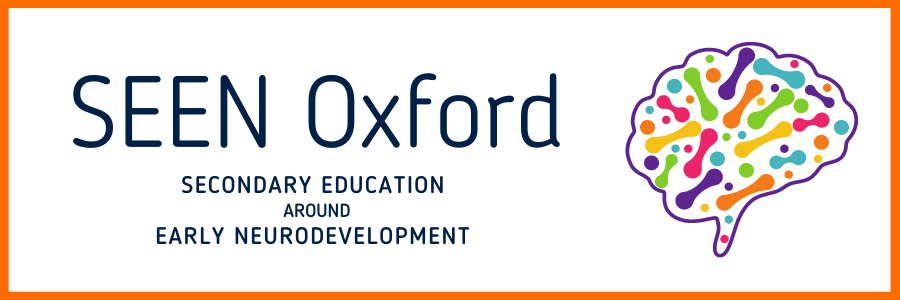 SEEN Oxford
SECONDARY EDUCATION
AROUND
EARLY NEURODEVELOPMENT